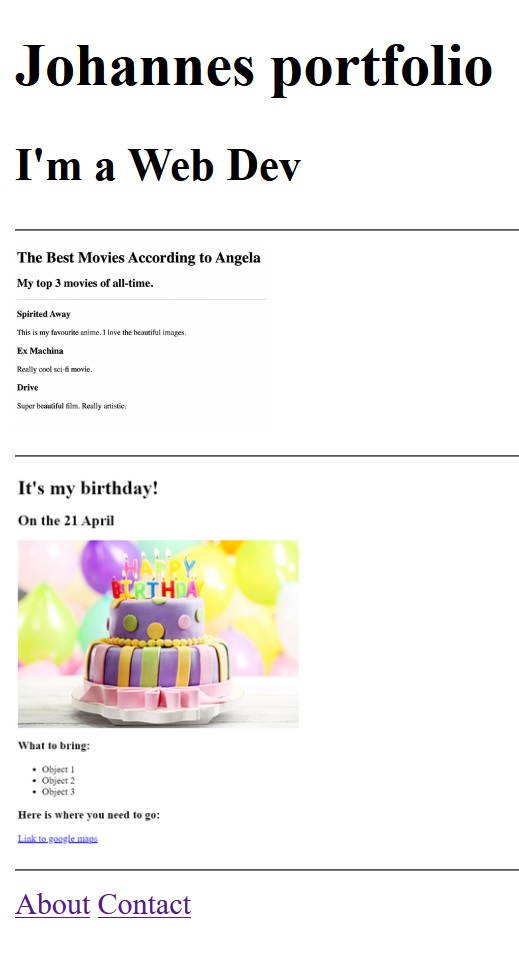 Johannes portfolio
I'm a Web Dev
The Best Movies According to Angela
My top 3 movies of all-time.
Spirited Away
This is my favourite anime. I love the beautiful images.
Ex Machina
Really cool sci-fi movie.
Drive
Super beautiful film. Really artistic.
It's my birthday!
On the 21 April
HAPPY
BIRTHDAY
What to bring:
Object 1
Object 2
Object 3
Here is where you need to go:
Link to google maps
About Contact